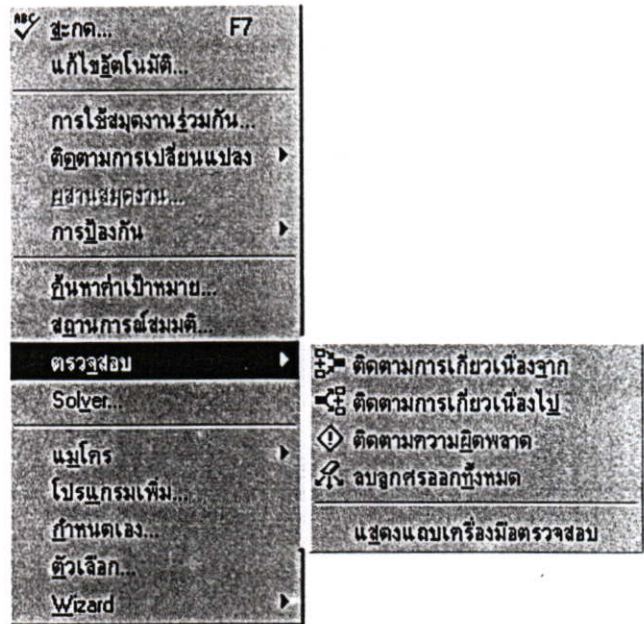 ABC สะกด... F7
แก้ไขอัตโนมัติ...
การใช้สมุดงานร่วมกัน...
ติดตามการเปลี่ยนแปลง
ผสานสมุดงาน...
การป้องกัน
ค้นหาค่าเป้าหมาย...
สถานการณ์สมมติ...
ตรวจสอบ
Solver...
แมโคร
โปรแกรมเพิ่ม...
กำหนดเอง...
ตัวเลือก...
Wizard
ติดตามการเกี่ยวเนื่องจาก
ติดตามการเกี่ยวเนื่องไป
ติดตามความผิดพลาด
ลบลูกศรออกทั้งหมด
แสดงแถบเครื่องมือตรวจสอบ